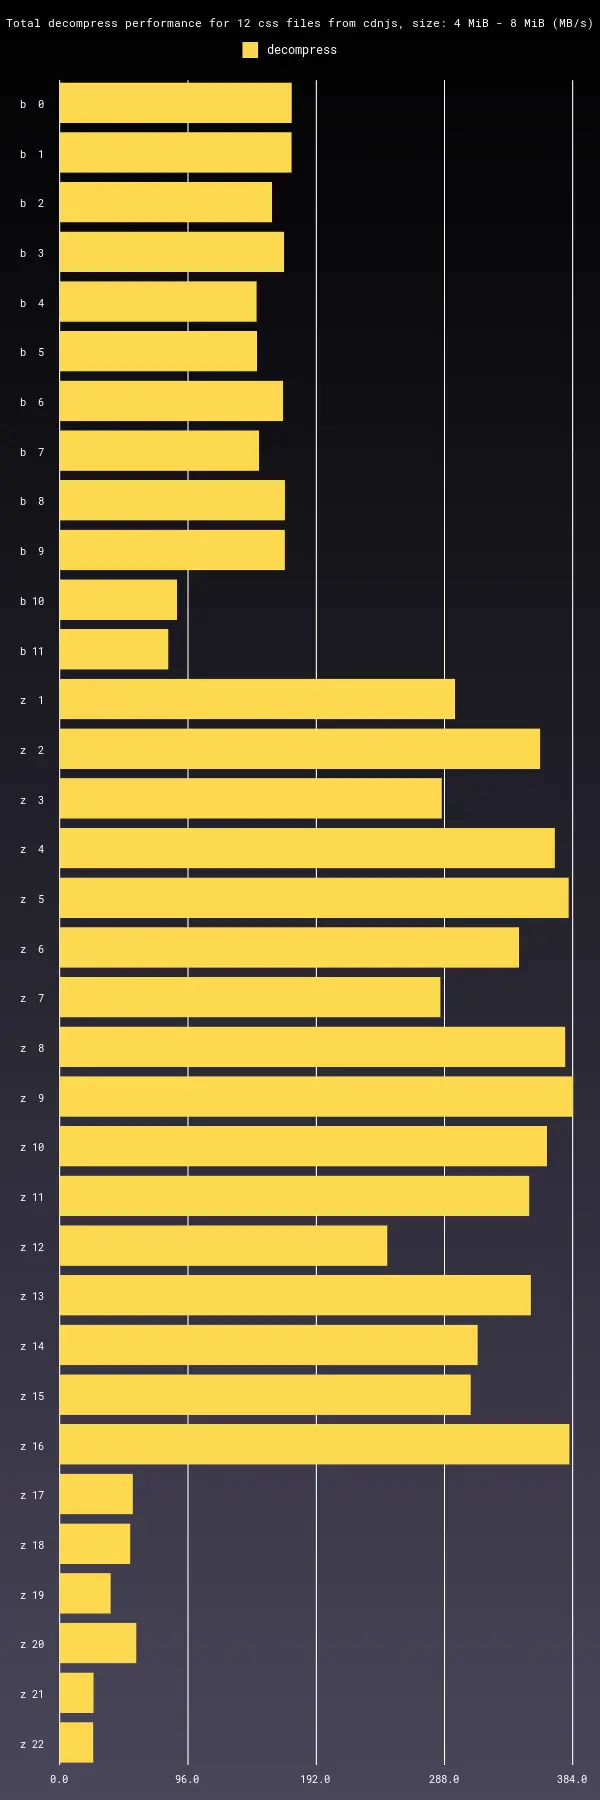 Total decompress performance for 12 css files from cdnjs, size: 4 MiB - 8 MiB (MB/s)
decompress
b  0
b  1
b  2
b  3
b  4
b  5
b  6
b  7
b  8
b  9
b 10
b 11
z  1
z  2
z  3
z  4
z  5
z  6
z  7
z  8
z  9
z 10
z 11
z 12
z 13
z 14
z 15
z 16
z 17
z 18
z 19
z 20
z 21
z 22
0.0 96.0 192.0 288.0 384.0